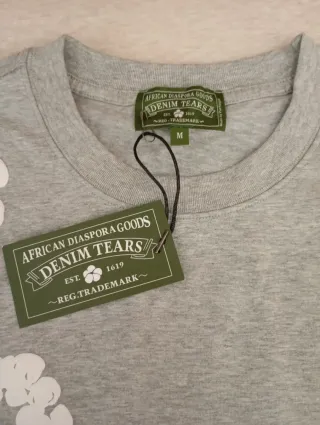 AFRICAN DIASPORA GOODS
DENIM TEARS
EST. 1619
REG. TRADEMARK
M
AFRICAN DIASPORA GOODS
DENIM TEARS
EST. 1619
~REG.TRADEMARK~